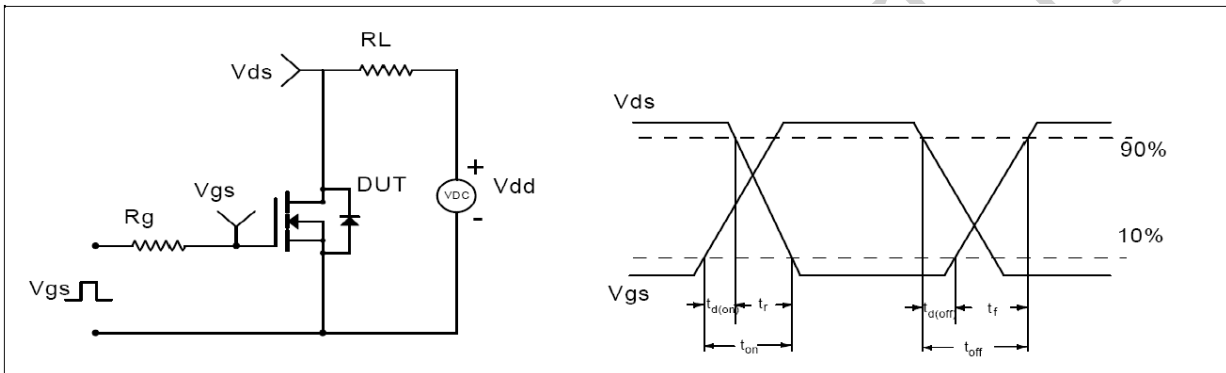 RL
Vds
Vgs
DUT
Rg
VDC
+
-
Vdd
Vgs
Vds
90%
10%
Vgs
td(on)
tr
td(off)
tf
ton
toff